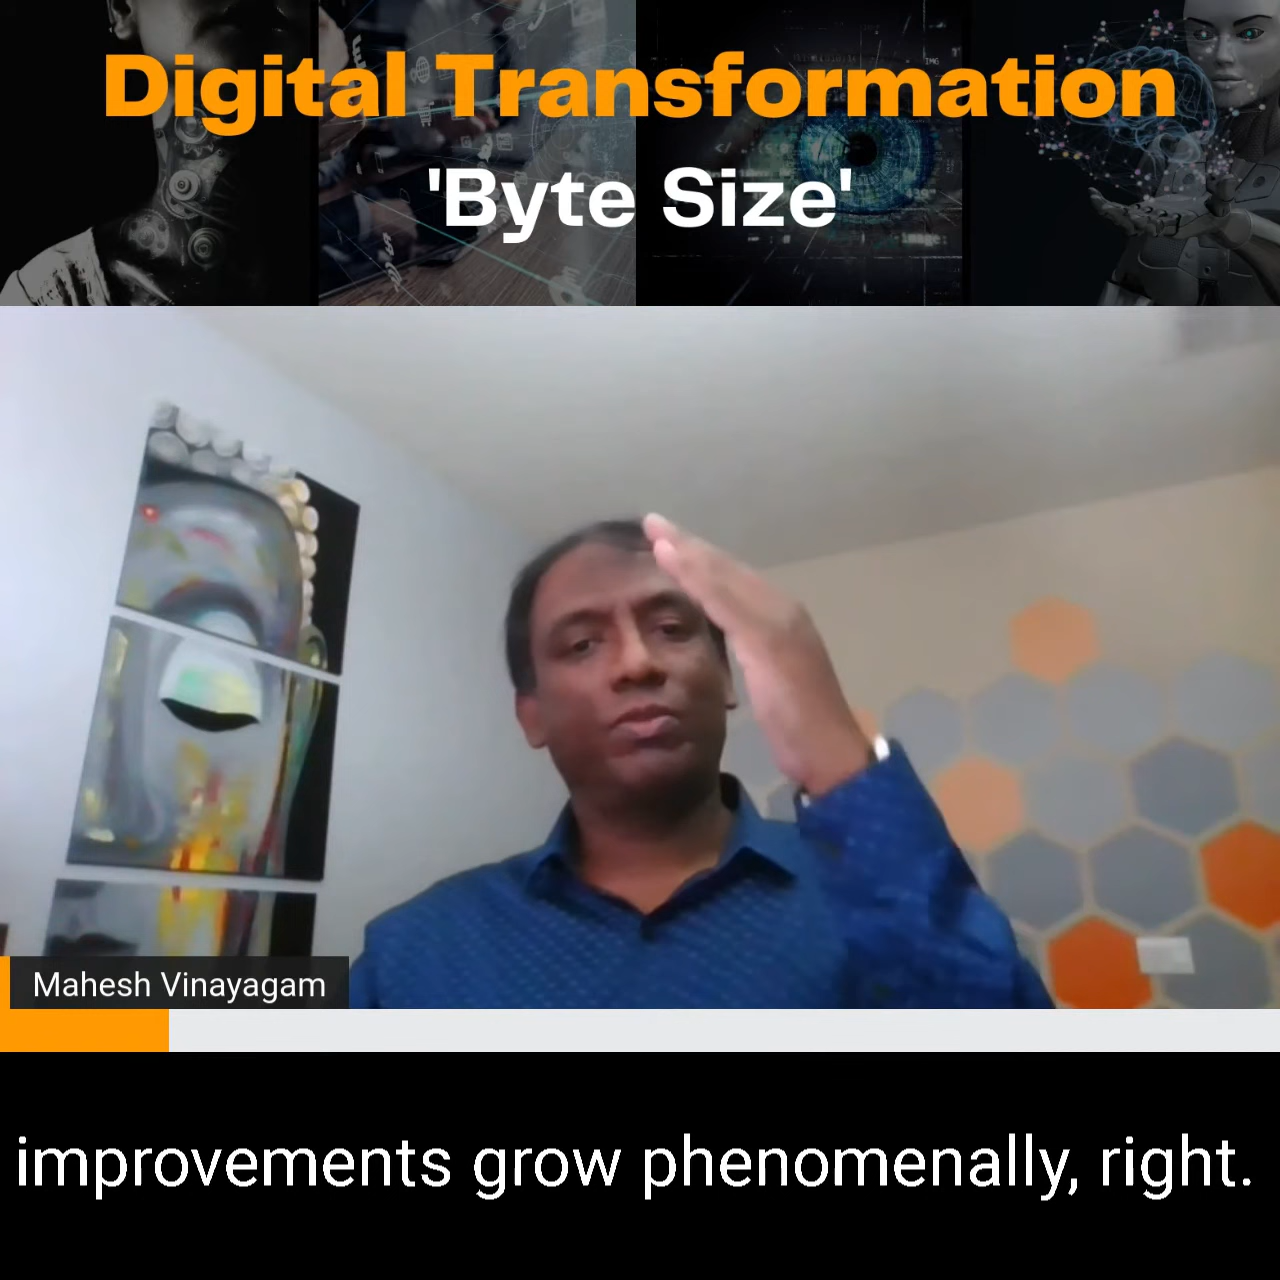 Digital Transformation
'Byte Size'
Mahesh Vinayagam
improvements grow phenomenally, right.